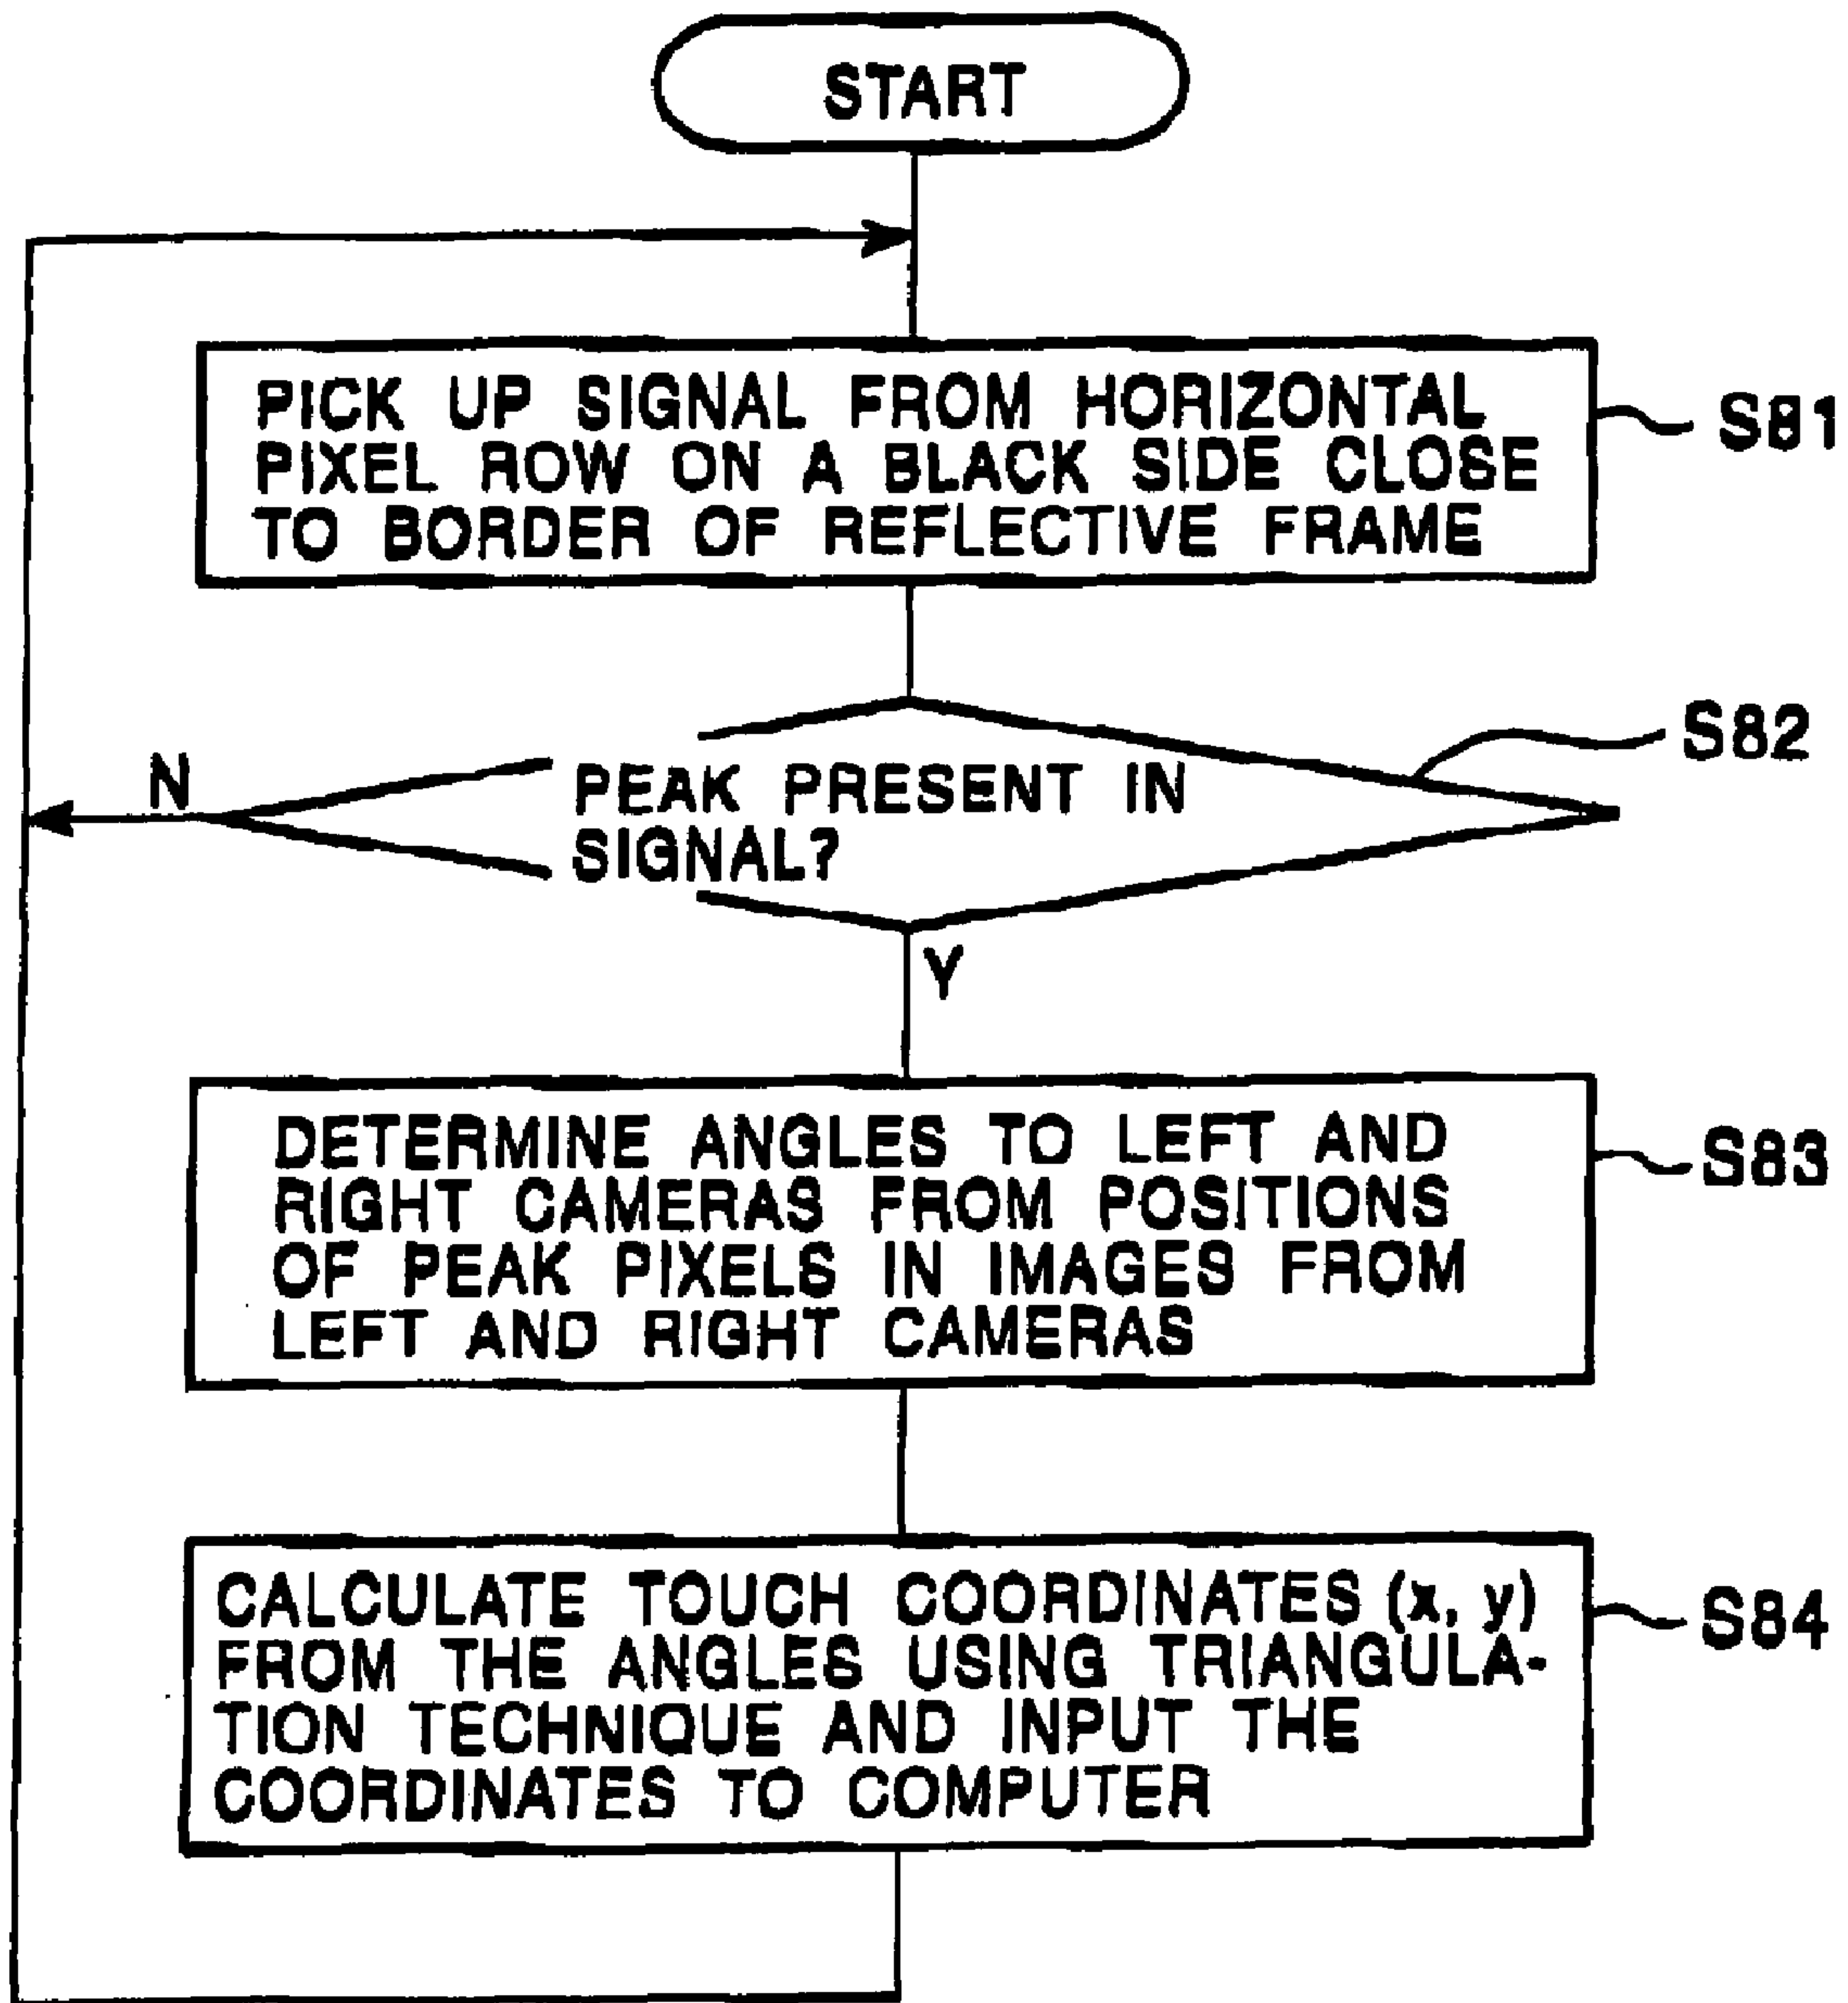 START
PICK UP SIGNAL FROM HORIZONTAL
PIXEL ROW ON A BLACK SIDE CLOSE
TO BORDER OF REFLECTIVE FRAME
S81
S82
N
PEAK PRESENT IN
SIGNAL?
Y
DETERMINE ANGLES TO LEFT AND
RIGHT CAMERAS FROM POSITIONS
OF PEAK PIXELS IN IMAGES FROM
LEFT AND RIGHT CAMERAS
S83
CALCULATE TOUCH COORDINATES (x, y)
FROM THE ANGLES USING TRIANGULA-
TION TECHNIQUE AND INPUT THE
COORDINATES TO COMPUTER
S84